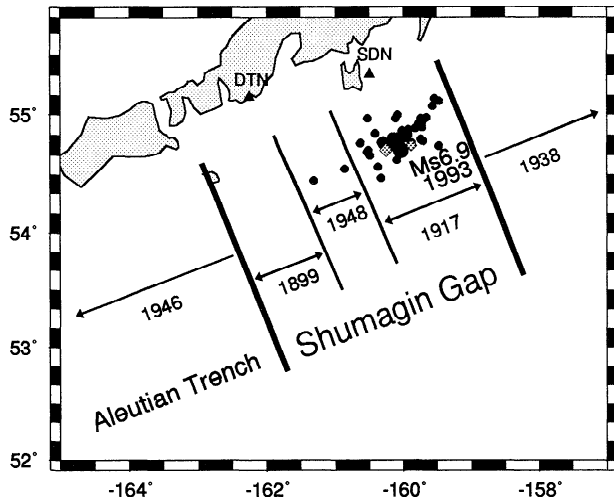 SDN
DTN
55°
Ms6.9
1993
1938
1948
54°
1917
1899
1946
Shumagin Gap
53°
Aleutian Trench
52°
-164° -162° -160° -158°